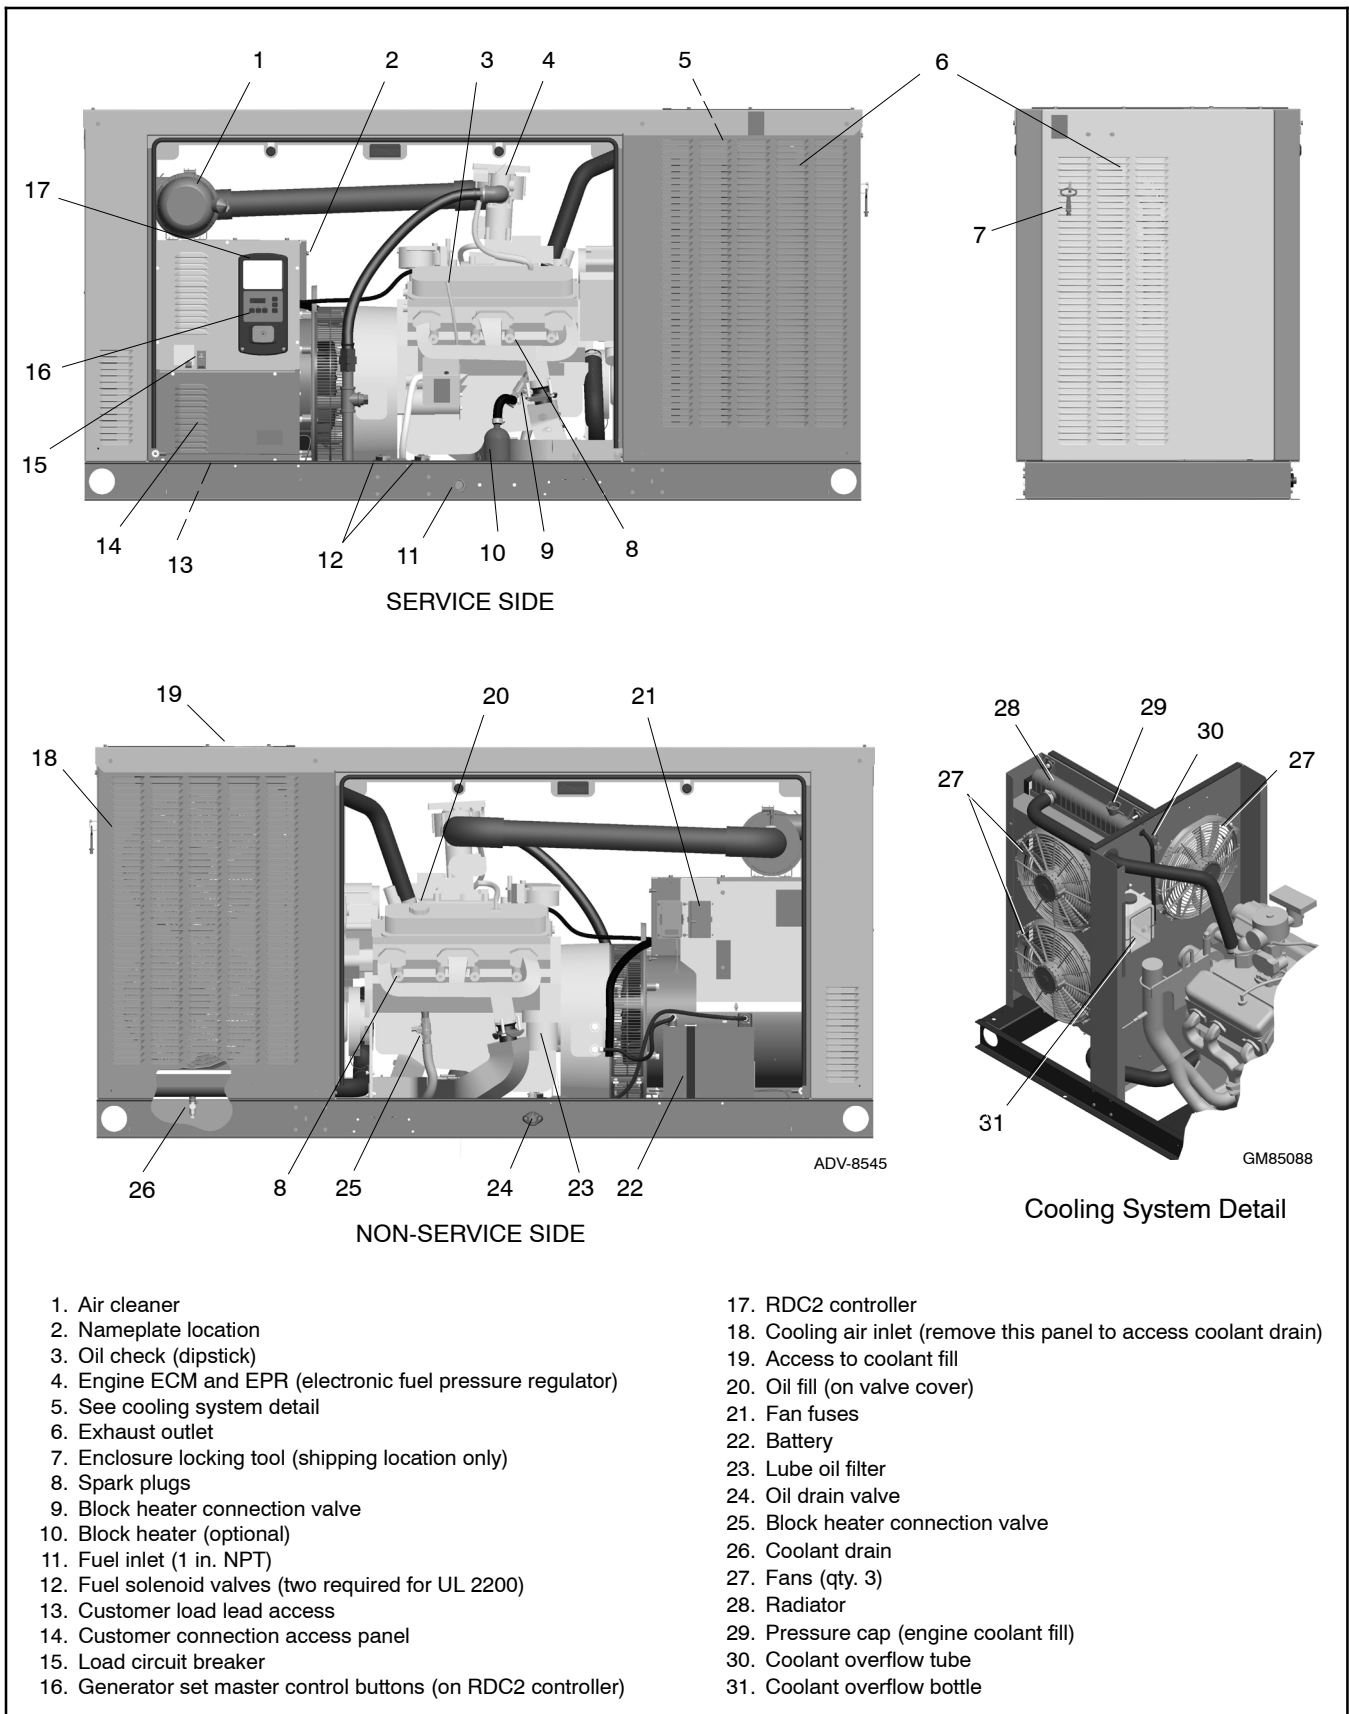 1
2
3
4
5
6
17
7
16
15
14
13
12
11
10
9
8
SERVICE SIDE
19
20
21
18
28
29
30
27
27
31
26
8
25
24
23
22
ADV-8545
GM85088
NON-SERVICE SIDE
Cooling System Detail
1. Air cleaner
2. Nameplate location
3. Oil check (dipstick)
4. Engine ECM and EPR (electronic fuel pressure regulator)
5. See cooling system detail
6. Exhaust outlet
7. Enclosure locking tool (shipping location only)
8. Spark plugs
9. Block heater connection valve
10. Block heater (optional)
11. Fuel inlet (1 in. NPT)
12. Fuel solenoid valves (two required for UL 2200)
13. Customer load lead access
14. Customer connection access panel
15. Load circuit breaker
16. Generator set master control buttons (on RDC2 controller)
17. RDC2 controller
18. Cooling air inlet (remove this panel to access coolant drain)
19. Access to coolant fill
20. Oil fill (on valve cover)
21. Fan fuses
22. Battery
23. Lube oil filter
24. Oil drain valve
25. Block heater connection valve
26. Coolant drain
27. Fans (qty. 3)
28. Radiator
29. Pressure cap (engine coolant fill)
30. Coolant overflow tube
31. Coolant overflow bottle